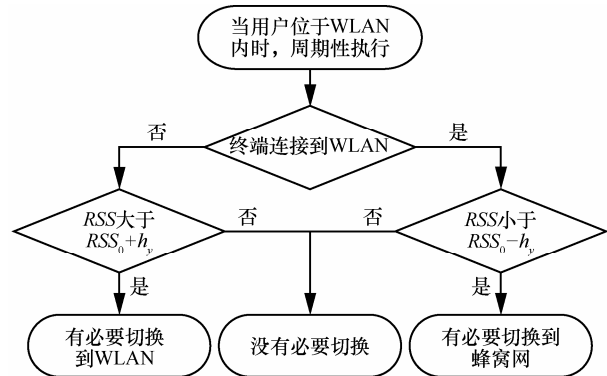 当用户位于WLAN
内时，周期性执行
否
终端连接到WLAN
是
RSS大于
RSS₀+hᵧ
否
否
RSS小于
RSS₀−hᵧ
是
是
有必要切换
到WLAN
没有必要切换
有必要切换到
蜂窝网